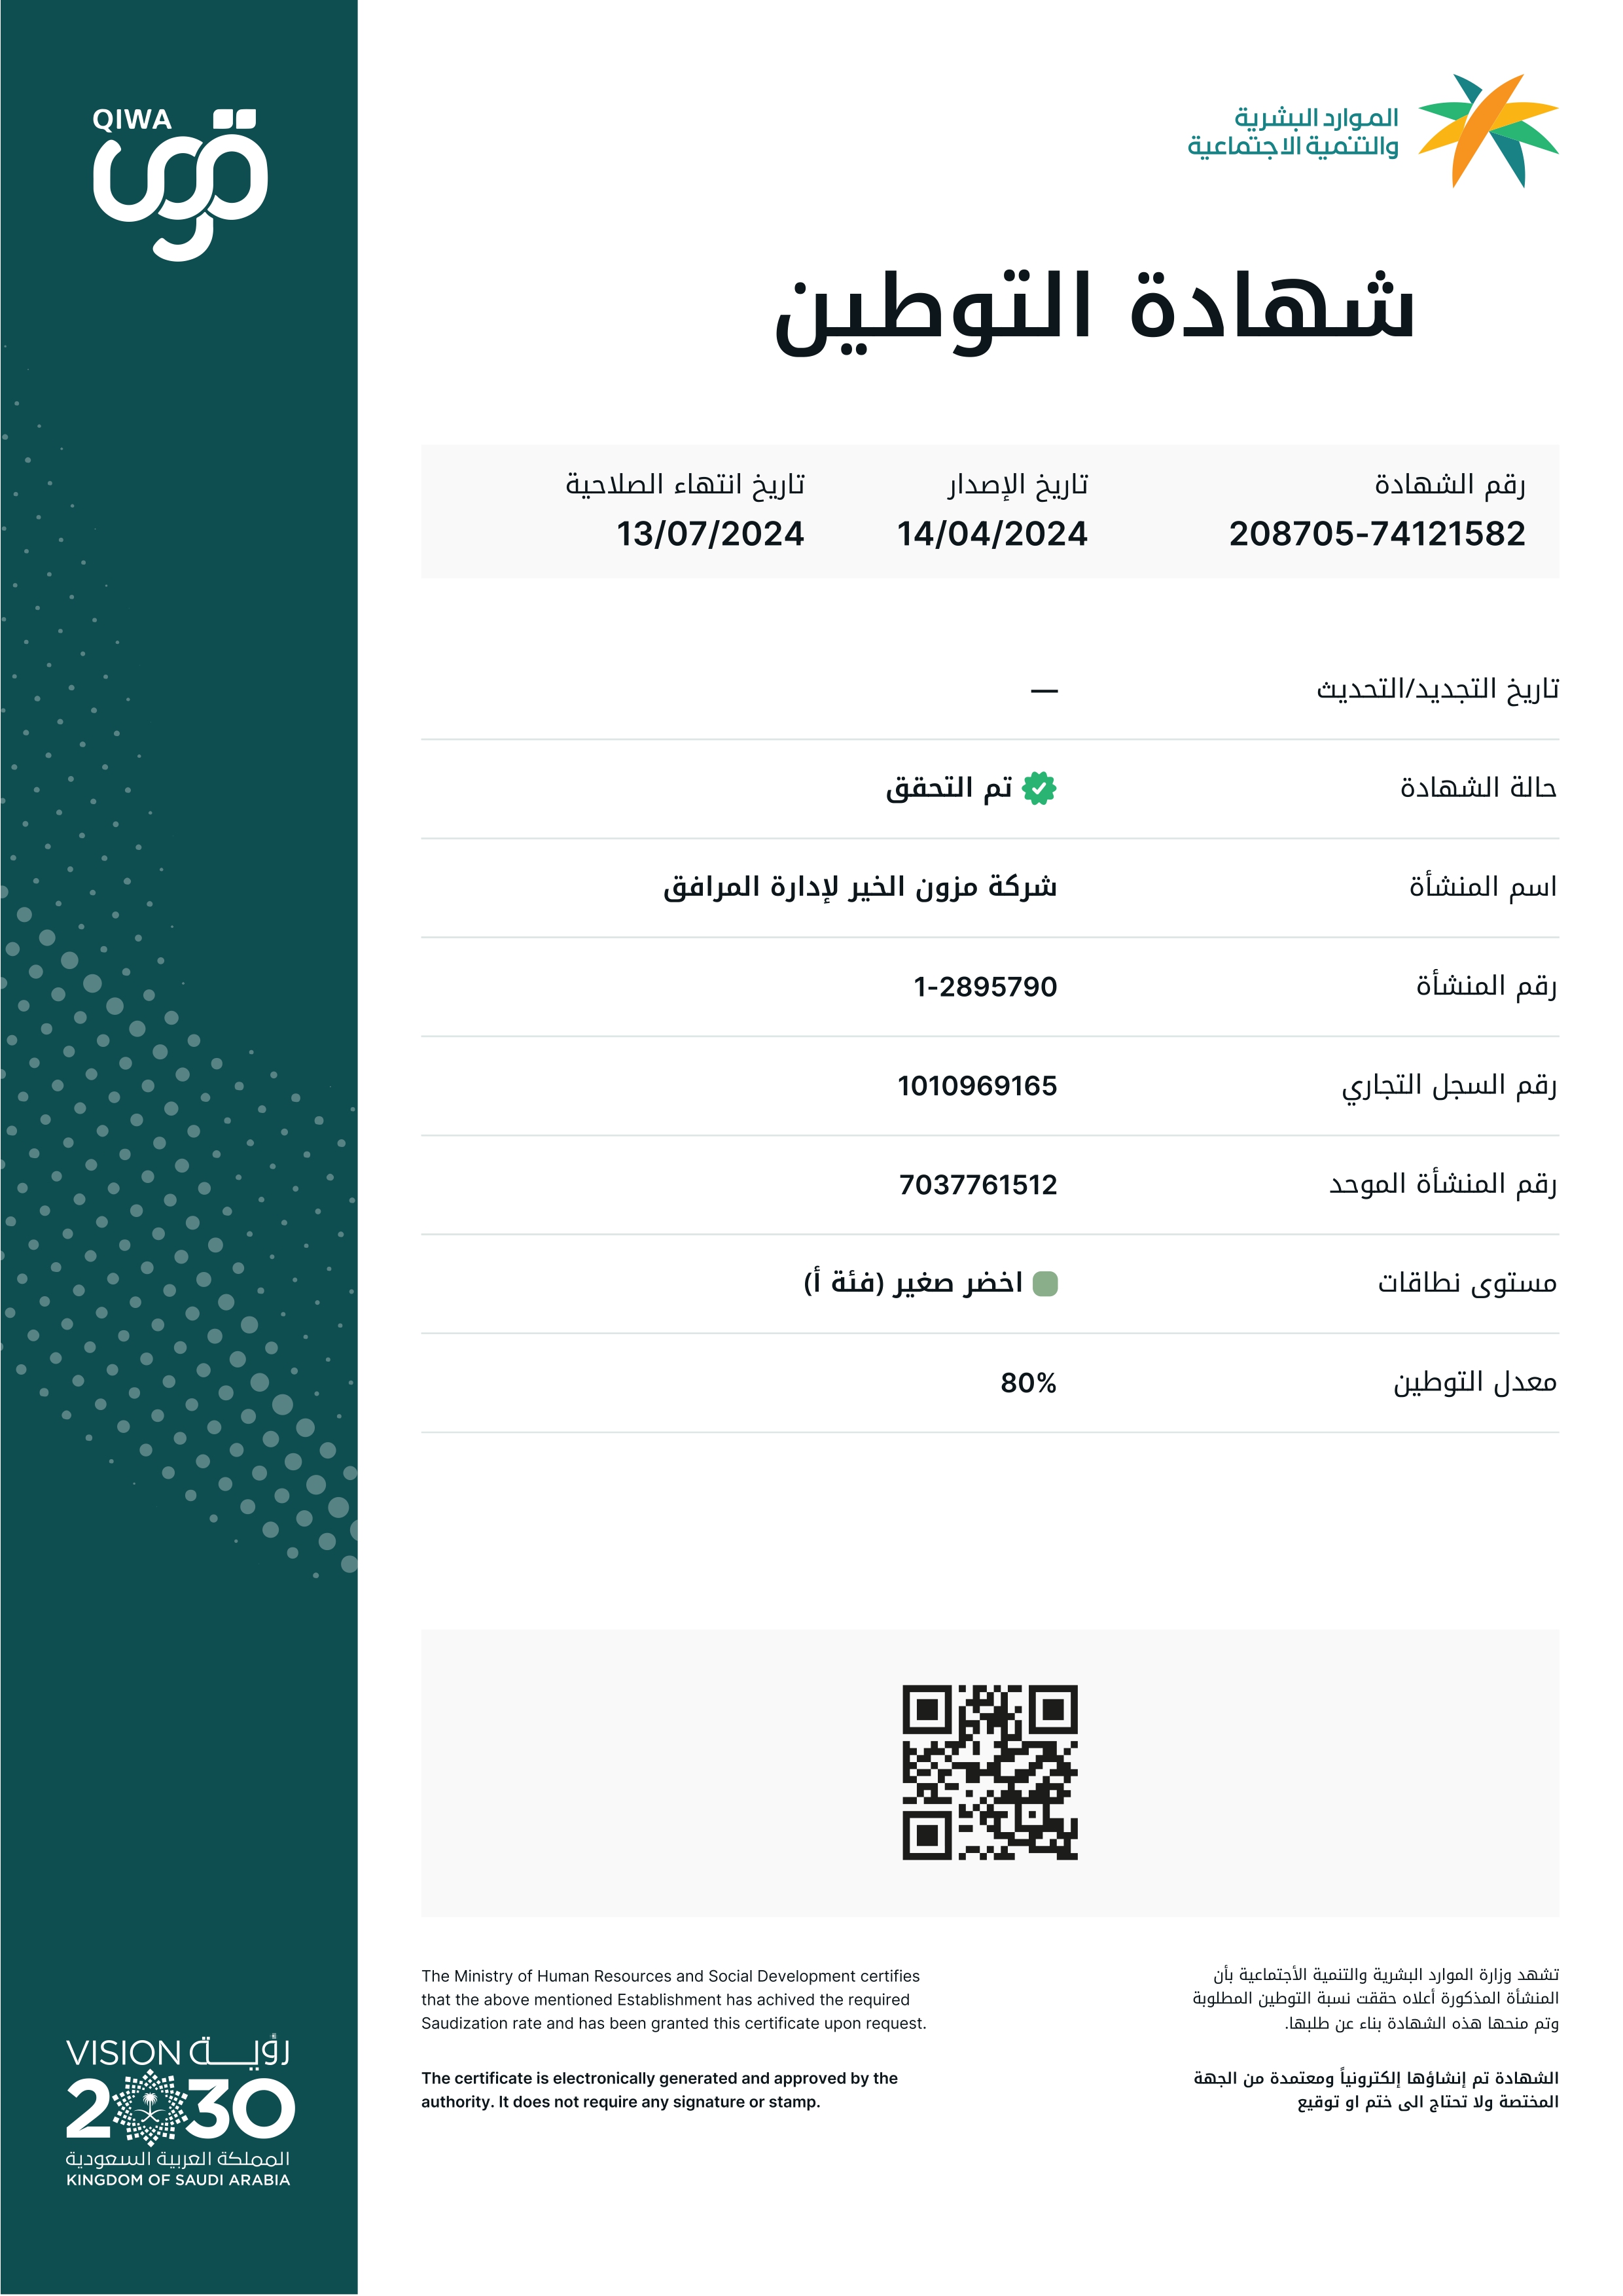 QIWA
قوى
الموارد البشرية
والتنمية الاجتماعية
شهادة التوطين
رقم الشهادة
208705-74121582
تاريخ الإصدار
14/04/2024
تاريخ انتهاء الصلاحية
13/07/2024
تاريخ التجديد/التحديث
—
حالة الشهادة
تم التحقق
اسم المنشأة
شركة مزون الخير لإدارة المرافق
رقم المنشأة
1-2895790
رقم السجل التجاري
1010969165
رقم المنشأة الموحد
7037761512
مستوى نطاقات
اخضر صغير (فئة أ)
معدل التوطين
80%
تشهد وزارة الموارد البشرية والتنمية الأجتماعية بأن
المنشأة المذكورة أعلاه حققت نسبة التوطين المطلوبة
وتم منحها هذه الشهادة بناء عن طلبها.
الشهادة تم إنشاؤها إلكترونياً ومعتمدة من الجهة
المختصة ولا تحتاج الى ختم او توقيع
The Ministry of Human Resources and Social Development certifies
that the above mentioned Establishment has achived the required
Saudization rate and has been granted this certificate upon request.
The certificate is electronically generated and approved by the
authority. It does not require any signature or stamp.
VISION رؤيــة
2030
المملكة العربية السعودية
KINGDOM OF SAUDI ARABIA